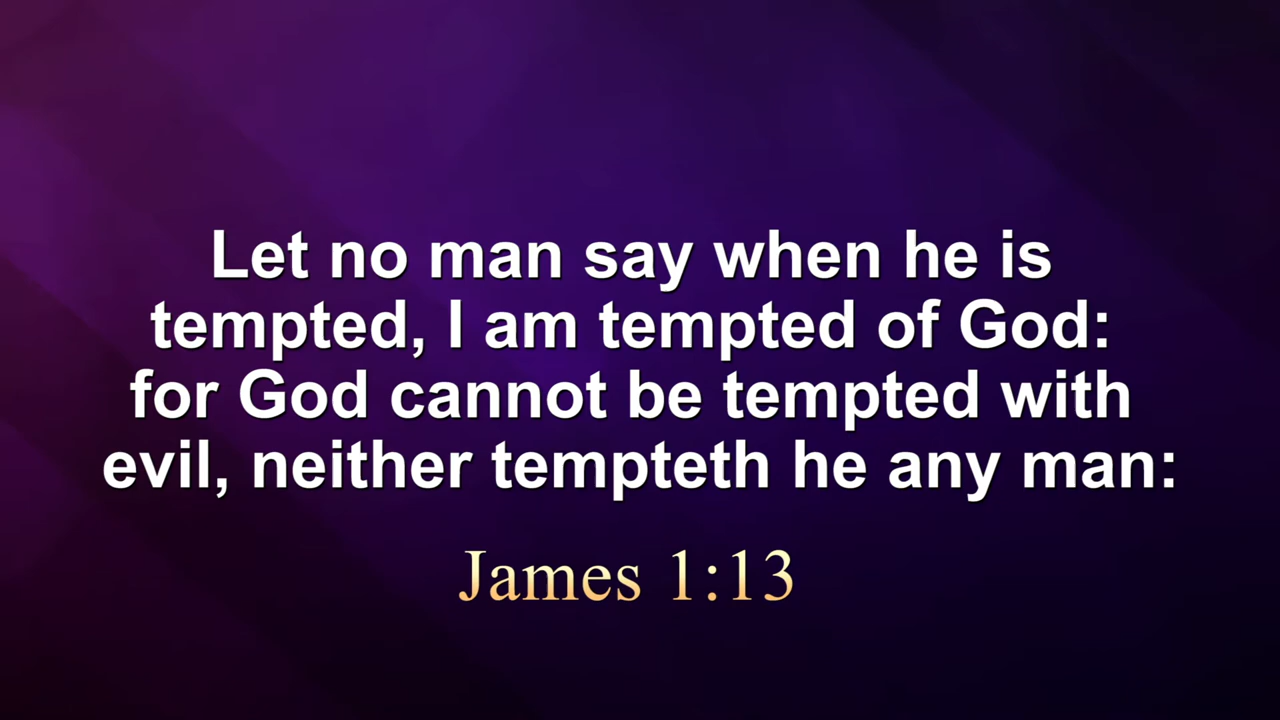 Let no man say when he is
tempted, I am tempted of God:
for God cannot be tempted with
evil, neither tempteth he any man:
James 1:13